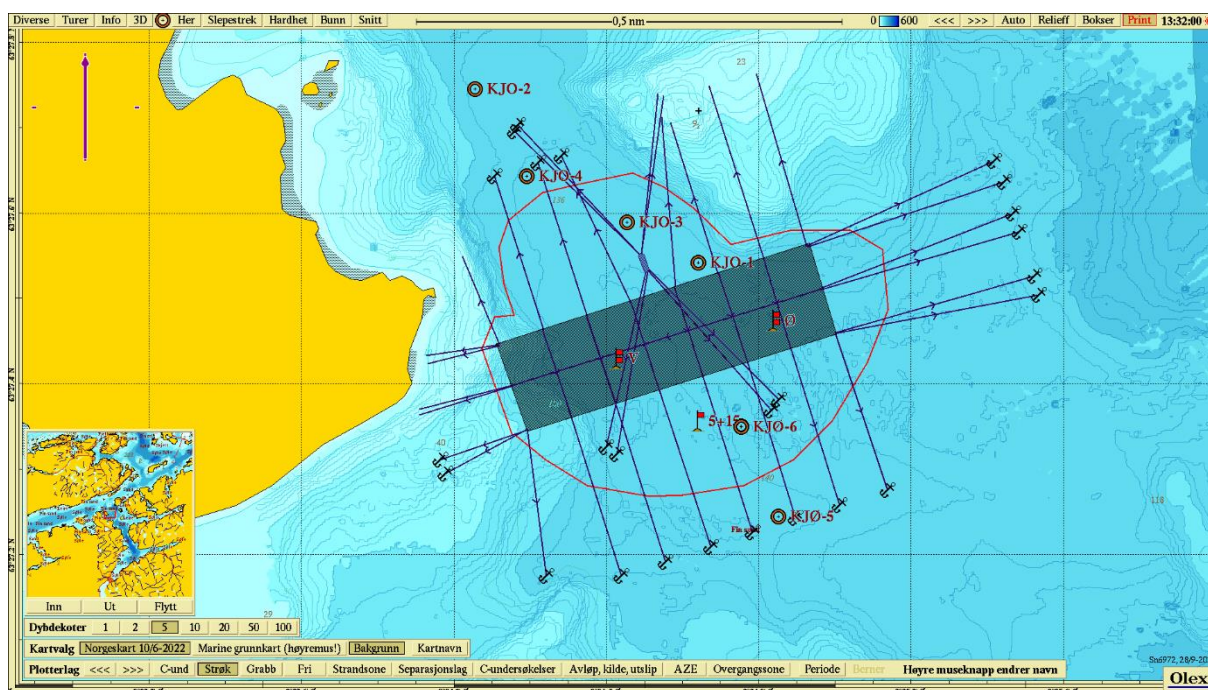 Diverse Turer Info 3D Her Slepestrek Hardhet Bunn Snitt 0,5 nm 0 600 <<< >>> Auto Relieff Bokser Print 13:32:00
23
KJO-2
9½
KJO-4
136
KJO-3
KJO-1
Ø
V
5+15
KJØ-6
40
KJØ-5
118
29
Inn Ut Flytt
Dybdekoter 1 2 5 10 20 50 100
Kartvalg Norgeskart 10/6-2022 Marine grunnkart (høyremus!) Bakgrunn Kartnavn
Plotterlag <<< >>> C-und Strøk Grabb Fri Strandsone Separasjonslag C-undersøkelser Avløp, kilde, utslip AZE Overgangssone Periode Berner Høyre museknapp endrer navn
Olex